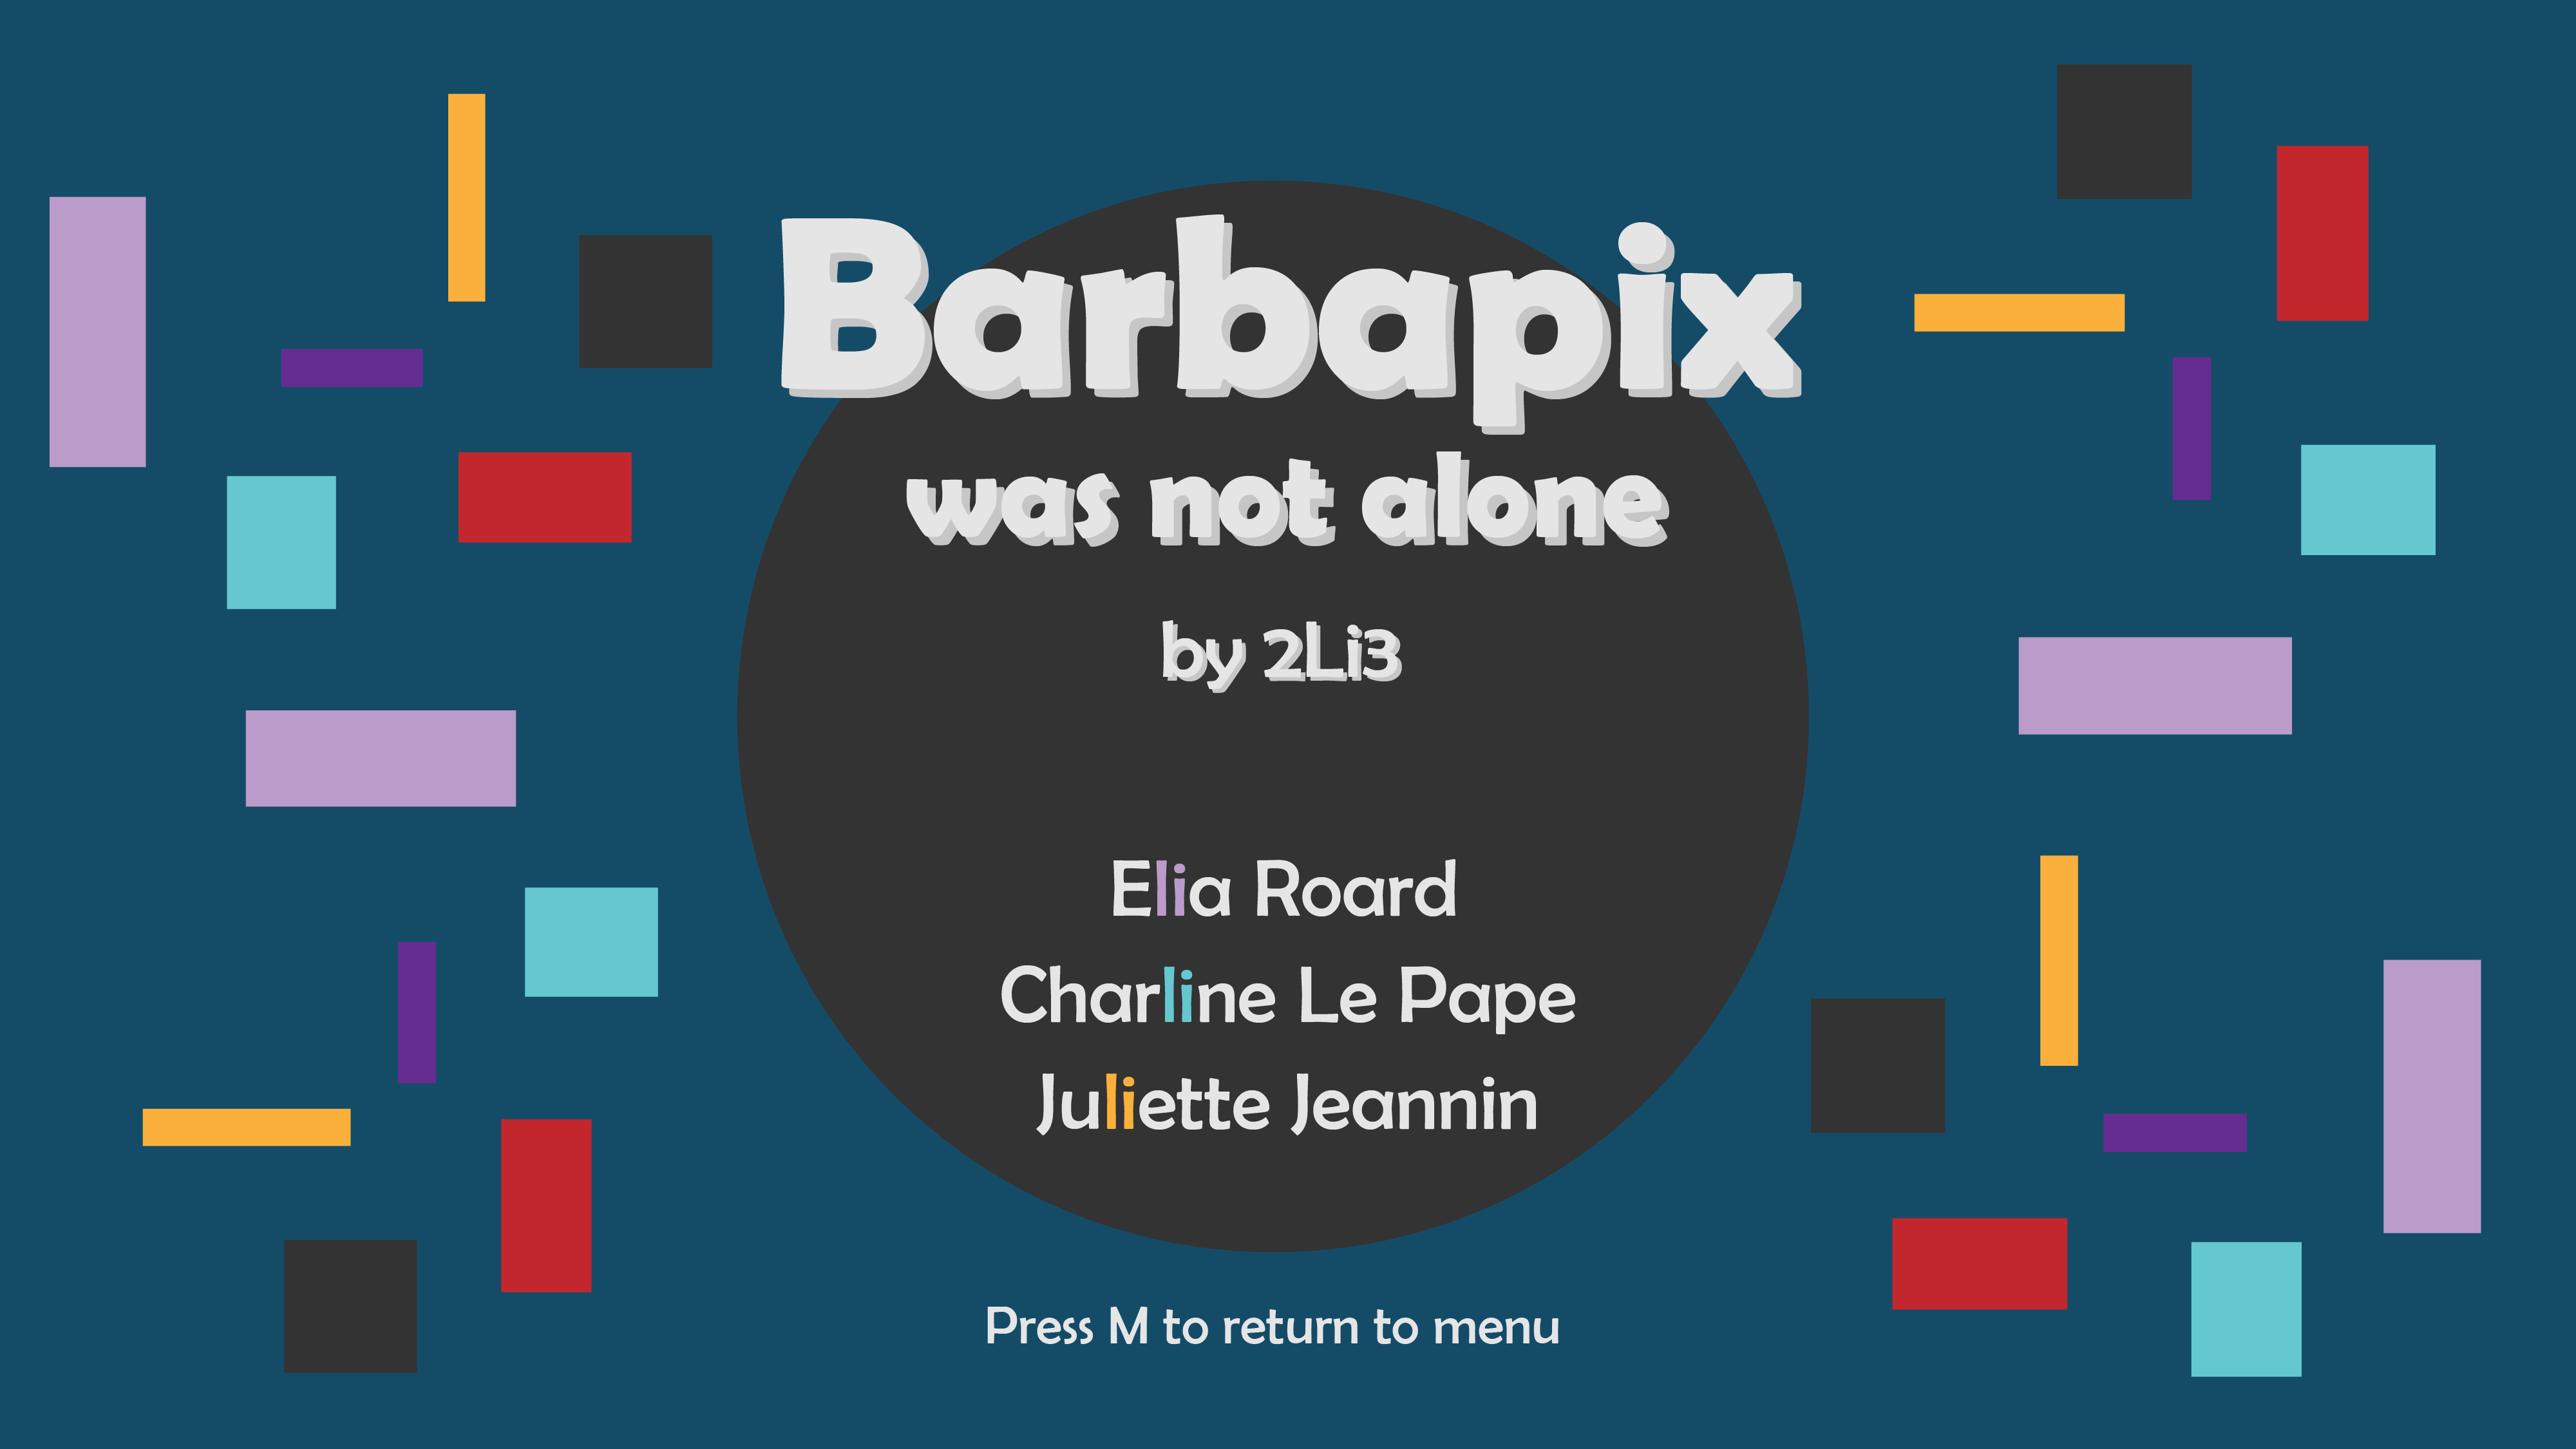 Barbapix
was not alone
by 2Li3
Elia Roard
Charline Le Pape
Juliette Jeannin
Press M to return to menu